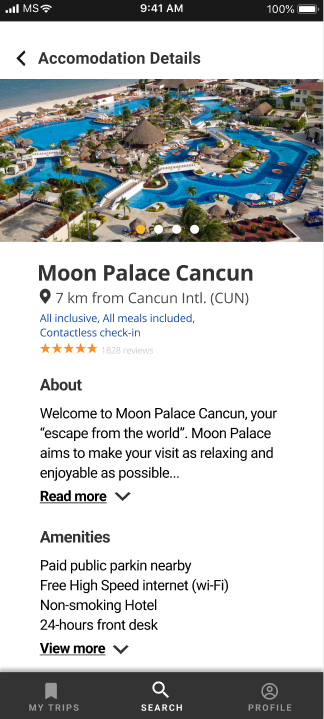 MS 9:41 AM 100%
Accomodation Details
Moon Palace Cancun
7 km from Cancun Intl. (CUN)
All inclusive, All meals included,
Contactless check-in
1828 reviews
About
Welcome to Moon Palace Cancun, your
“escape from the world”. Moon Palace
aims to make your visit as relaxing and
enjoyable as possible...
Read more
Amenities
Paid public parkin nearby
Free High Speed internet (wi-Fi)
Non-smoking Hotel
24-hours front desk
View more
MY TRIPS SEARCH PROFILE